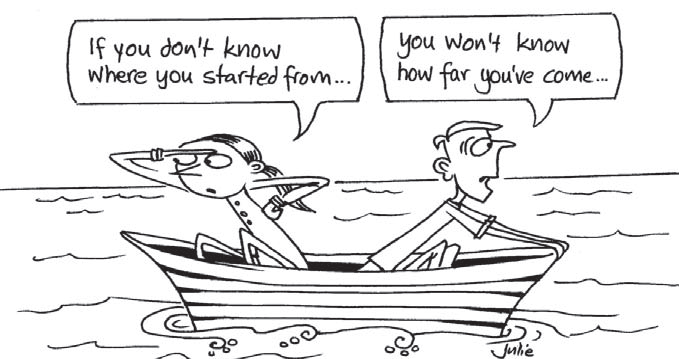 If you don't know
where you started from...
you won't know
how far you've come...
Julie